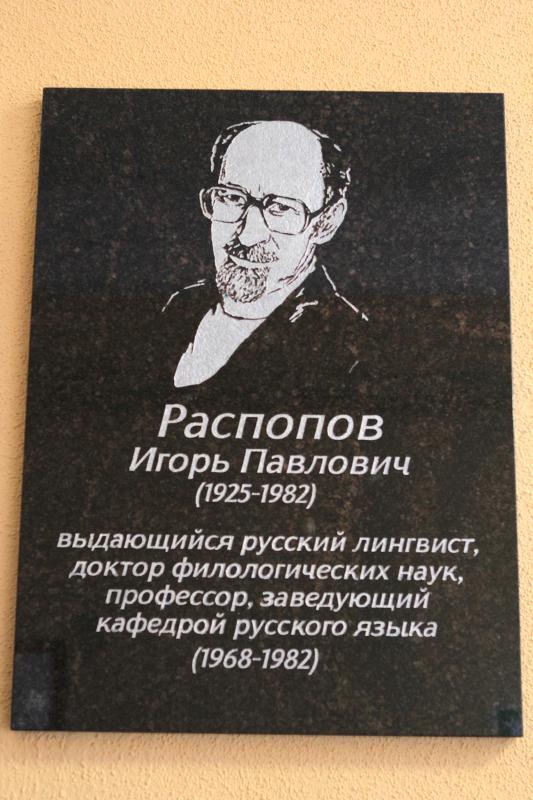 Распопов
Игорь Павлович
(1925-1982)
выдающийся русский лингвист,
доктор филологических наук,
профессор, заведующий
кафедрой русского языка
(1968-1982)